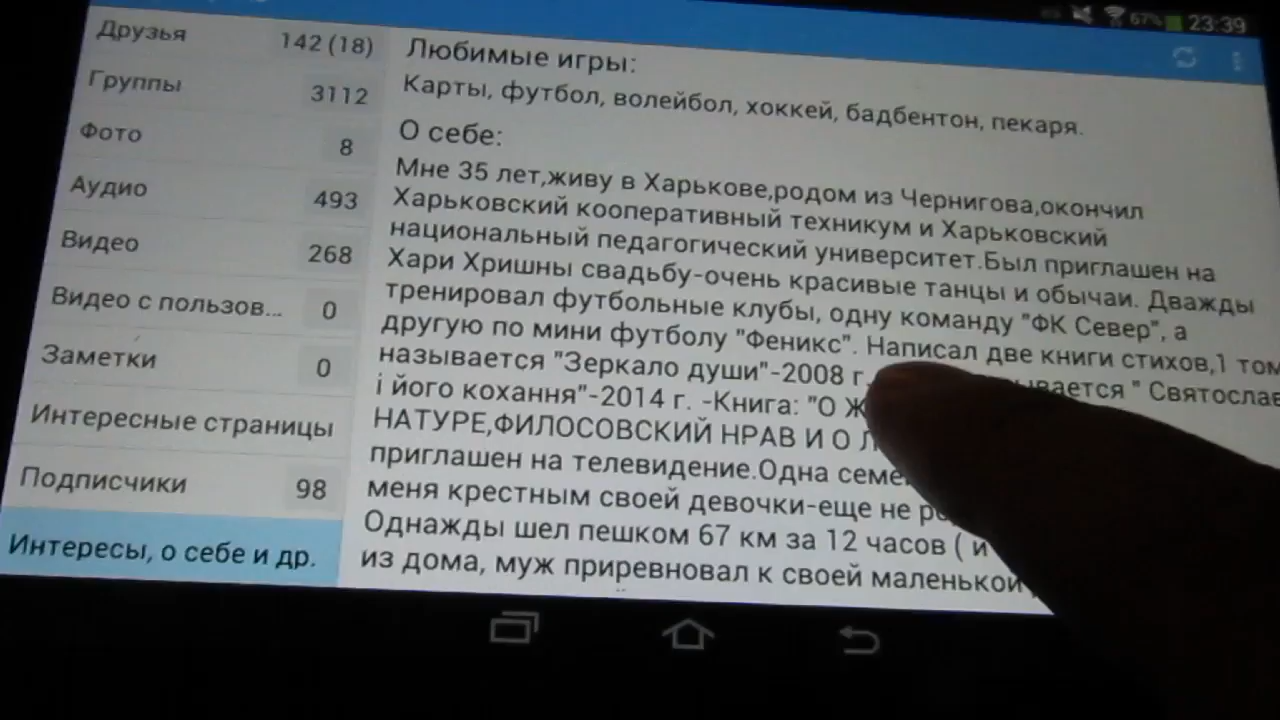 67% 23:39
Друзья 142 (18)
Группы 3112
Фото 8
Аудио 493
Видео 268
Видео с пользов... 0
Заметки 0
Интересные страницы
Подписчики 98
Интересы, о себе и др.
Любимые игры:
Карты, футбол, волейбол, хоккей, бадбентон, пекаря.
О себе:
Мне 35 лет,живу в Харькове,родом из Чернигова,окончил
Харьковский кооперативный техникум и Харьковский
национальный педагогический университет.Был приглашен на
Хари Хришны свадьбу-очень красивые танцы и обычаи. Дважды
тренировал футбольные клубы, одну команду "ФК Север", а
другую по мини футболу "Феникс". Написал две книги стихов,1 том
называется "Зеркало души"-2008 г. " Святослав
і його кохання"-2014 г. -Книга: "О
НАТУРЕ,ФИЛОСОВСКИЙ НРАВ И О
приглашен на телевидение.Одна
меня крестным своей девочки-еще не
Однажды шел пешком 67 км за 12 часов ( и
из дома, муж приревновал к своей маленькой